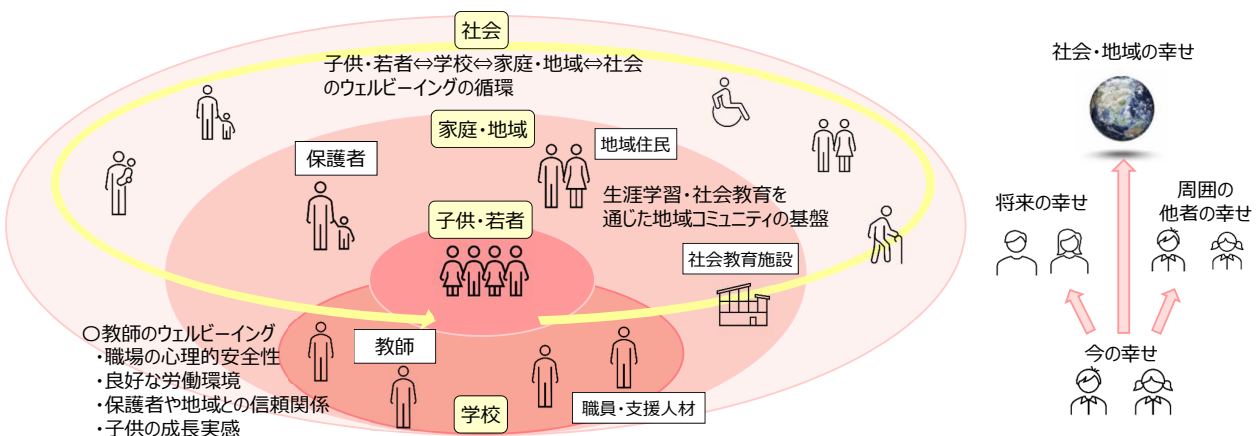 社会
子供・若者⇔学校⇔家庭・地域⇔社会
のウェルビーイングの循環
家庭・地域
地域住民
保護者
生涯学習・社会教育を
通じた地域コミュニティの基盤
子供・若者
社会教育施設
〇教師のウェルビーイング
・職場の心理的安全性
・良好な労働環境
・保護者や地域との信頼関係
・子供の成長実感
教師
職員・支援人材
学校
社会・地域の幸せ
将来の幸せ
周囲の
他者の幸せ
今の幸せ